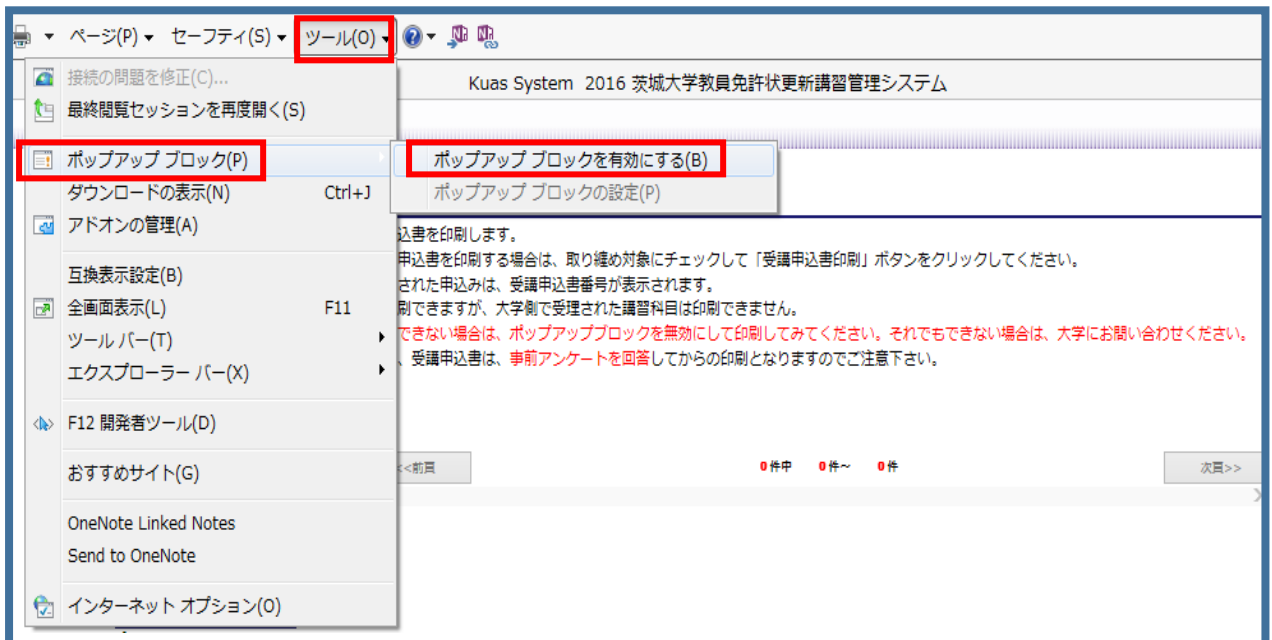 ページ(P) セーフティ(S) ツール(O)
接続の問題を修正(C)...
Kuas System 2016 茨城大学教員免許状更新講習管理システム
最終閲覧セッションを再度開く(S)
ポップアップ ブロック(P)
ポップアップ ブロックを有効にする(B)
ダウンロードの表示(N) Ctrl+J
ポップアップ ブロックの設定(P)
アドオンの管理(A)
込書を印刷します。
申込書を印刷する場合は、取り纏め対象にチェックして「受講申込書印刷」ボタンをクリックしてください。
互換表示設定(B)
された申込みは、受講申込書番号が表示されます。
全画面表示(L) F11
刷できますが、大学側で受理された講習科目は印刷できません。
ツール バー(T)
できない場合は、ポップアップブロックを無効にして印刷してみてください。それでもできない場合は、大学にお問い合わせください。
、受講申込書は、事前アンケートを回答してからの印刷となりますのでご注意下さい。
エクスプローラー バー(X)
F12 開発者ツール(D)
おすすめサイト(G)
<<前頁 0件中 0件~ 0件 次頁>>
OneNote Linked Notes
Send to OneNote
インターネット オプション(O)